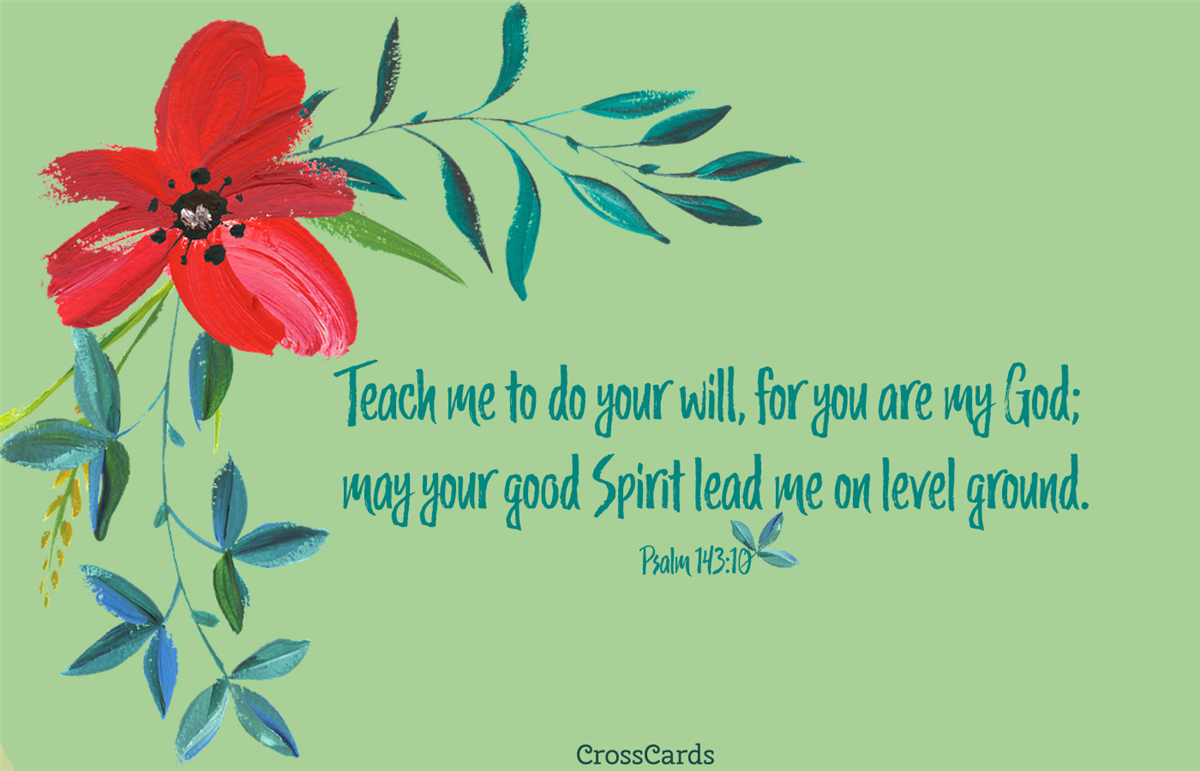 Teach me to do your will, for you are my God;
may your good Spirit lead me on level ground.
Psalm 143:10
CrossCards